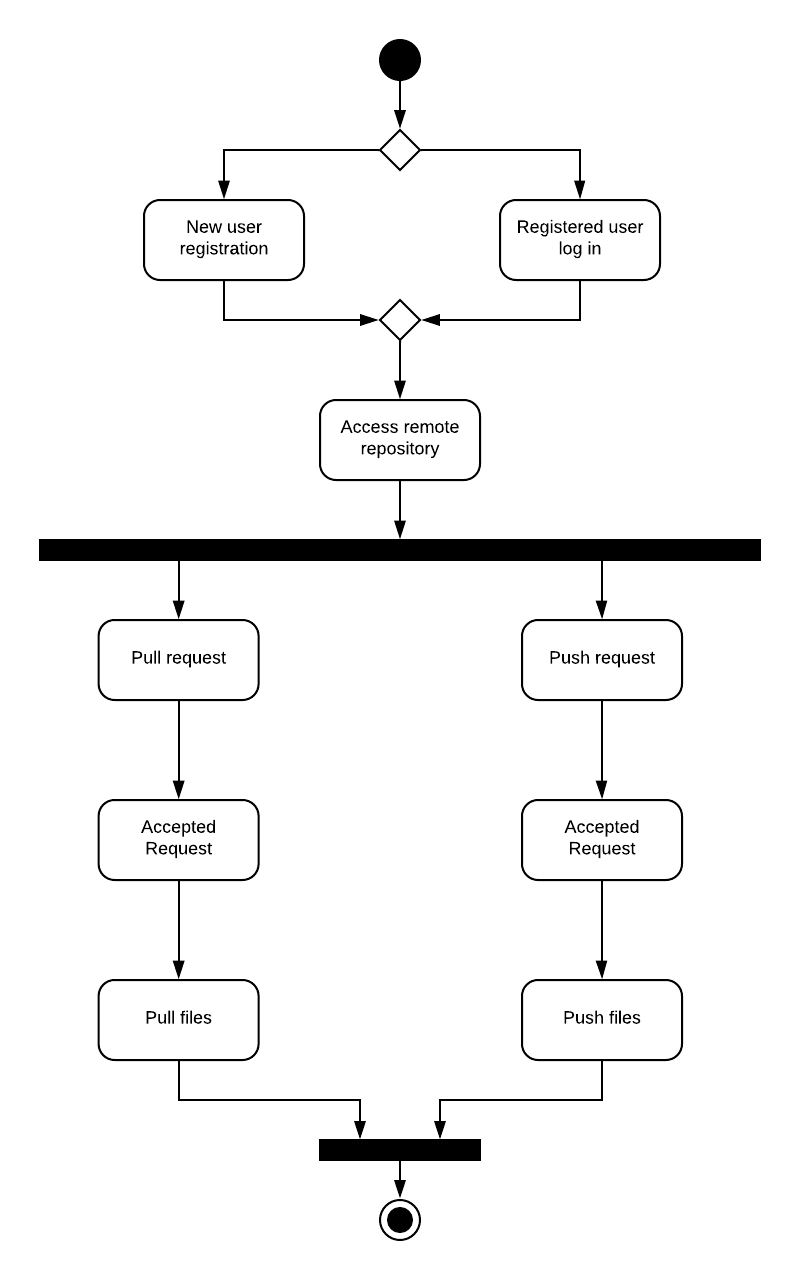 New user
registration
Registered user
log in
Access remote
repository
Pull request
Push request
Accepted
Request
Accepted
Request
Pull files
Push files